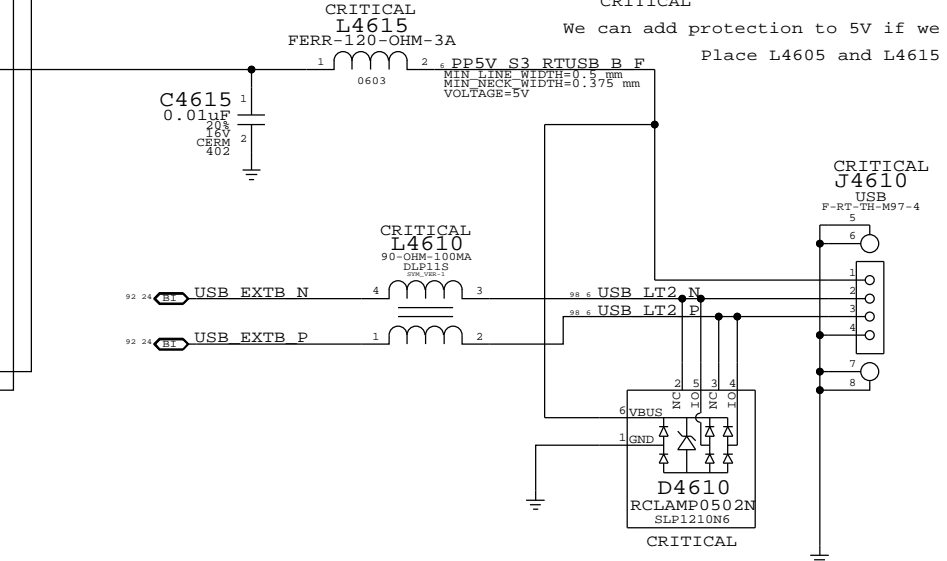 CRITICAL
We can add protection to 5V if we
Place L4605 and L4615
CRITICAL
L4615
FERR-120-OHM-3A
1 2
0603
6 PP5V_S3_RTUSB_B_F
MIN_LINE_WIDTH=0.5 mm
MIN_NECK_WIDTH=0.375 mm
VOLTAGE=5V
C4615 1
0.01uF
20%
16V 2
CERM
402
CRITICAL
J4610
USB
F-RT-TH-M97-4
5
6
1
2
3
4
7
8
CRITICAL
L4610
90-OHM-100MA
DLP11S
SYM_VER-1
92 24 BI USB_EXTB_N 4 3 98 6 USB_LT2_N
98 6 USB_LT2_P
92 24 BI USB_EXTB_P 1 2
2 5 3 4
NC IO NC IO
6 VBUS
1 GND
D4610
RCLAMP0502N
SLP1210N6
CRITICAL